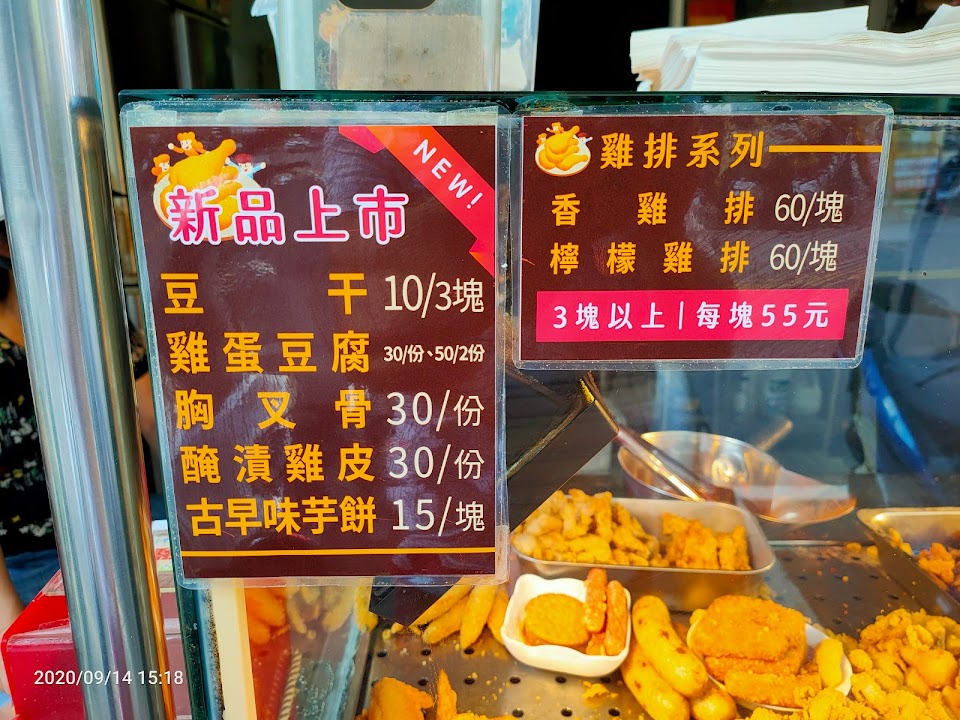 NEW!
新品上市
豆干 10/3塊
雞蛋豆腐 30/份、50/2份
胸叉骨 30/份
醃漬雞皮 30/份
古早味芋餅 15/塊
雞排系列
香雞排 60/塊
檸檬雞排 60/塊
3塊以上|每塊55元
2020/09/14 15:18